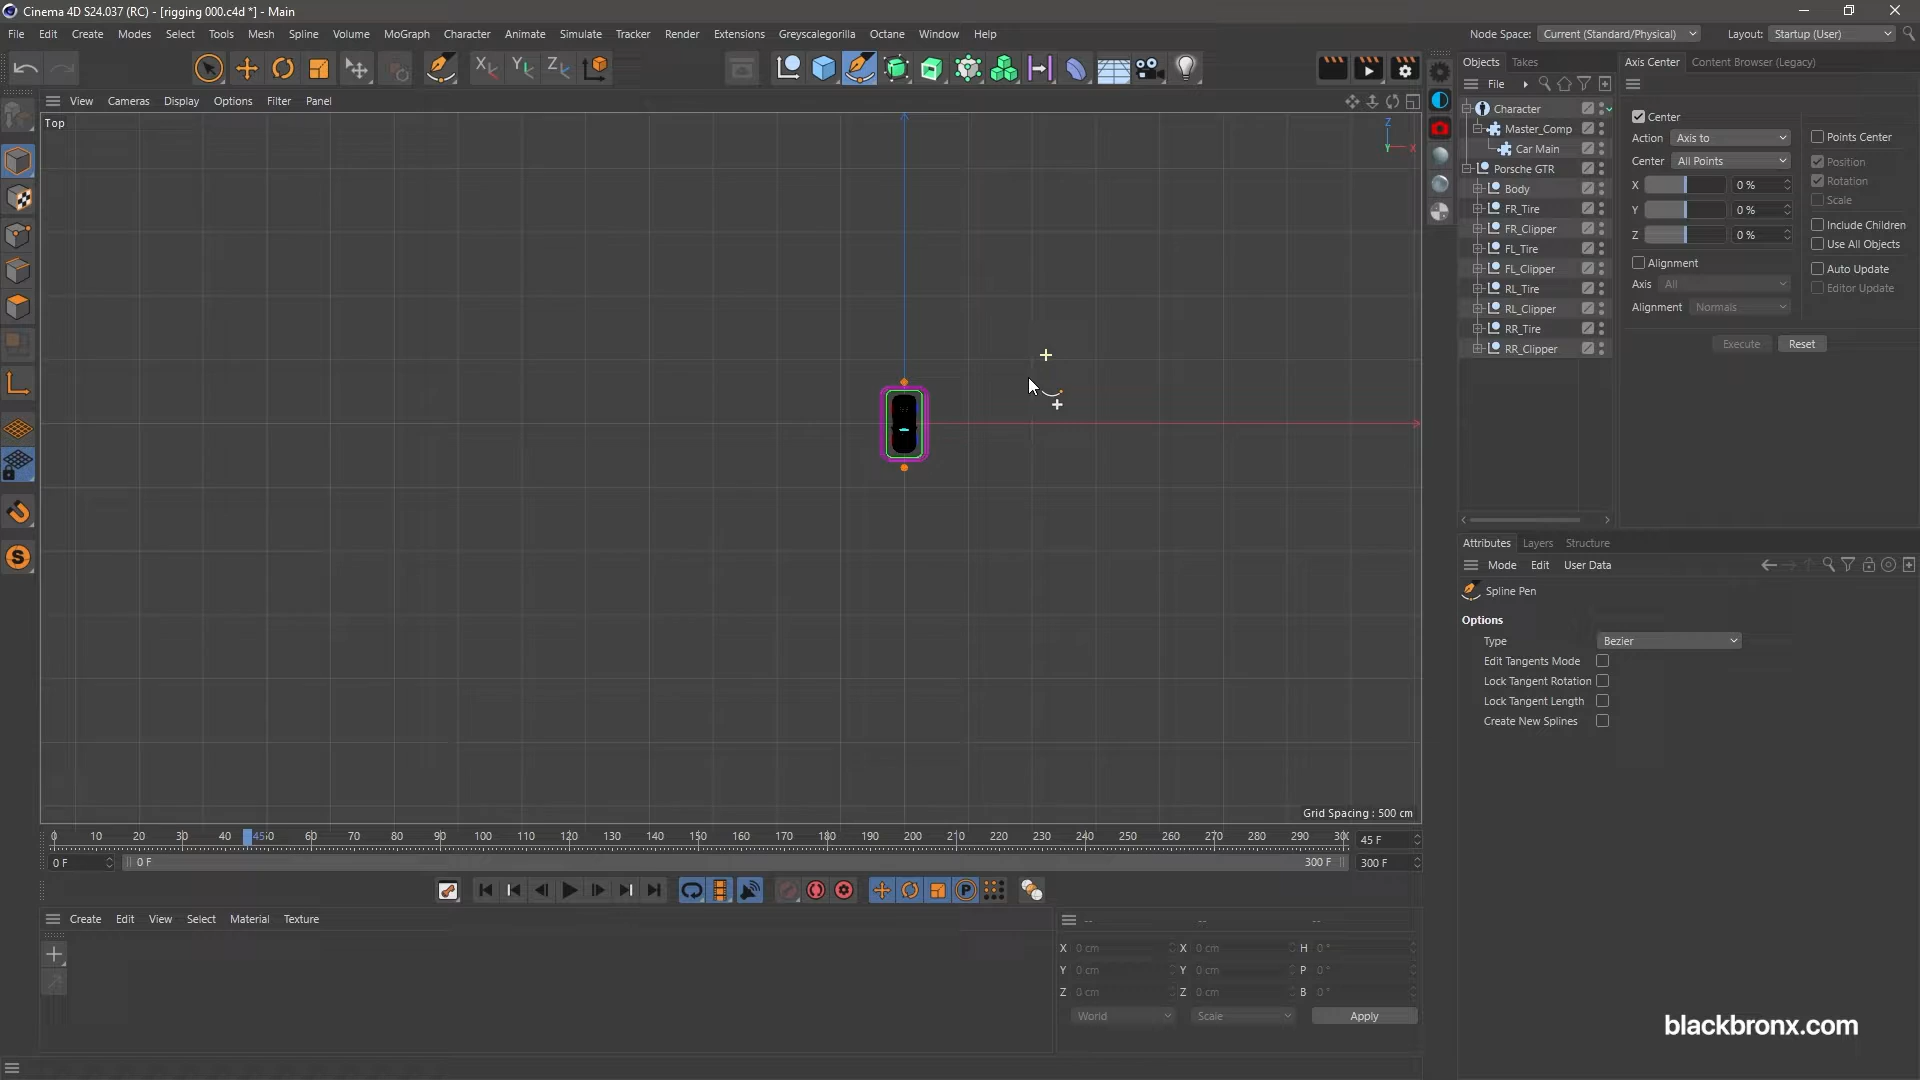 Cinema 4D S24.037 (RC) - [rigging 000.c4d *] - Main
File Edit Create Modes Select Tools Mesh Spline Volume MoGraph Character Animate Simulate Tracker Render Extensions Greyscalegorilla Octane Window Help
Node Space: Current (Standard/Physical) Layout: Startup (User)
X Y Z
Objects Takes
File
Character
Master_Comp
Car Main
Porsche GTR
Body
FR_Tire
FR_Clipper
FL_Tire
FL_Clipper
RL_Tire
RL_Clipper
RR_Tire
RR_Clipper
Axis Center Content Browser (Legacy)
Center
Action Axis to
Center All Points
X 0 %
Y 0 %
Z 0 %
Alignment
Axis All
Alignment Normals
Points Center
Position
Rotation
Scale
Include Children
Use All Objects
Auto Update
Editor Update
Execute Reset
View Cameras Display Options Filter Panel
Top
Z
Y X
Grid Spacing : 500 cm
S
Attributes Layers Structure
Mode Edit User Data
Spline Pen
Options
Type Bezier
Edit Tangents Mode
Lock Tangent Rotation
Lock Tangent Length
Create New Splines
0 10 20 30 40 45 50 60 70 80 90 100 110 120 130 140 150 160 170 180 190 200 210 220 230 240 250 260 270 280 290 30 45 F
0 F 0 F 300 F 300 F
P
Create Edit View Select Material Texture
-- -- --
X 0 cm X 0 cm H 0 °
Y 0 cm Y 0 cm P 0 °
Z 0 cm Z 0 cm B 0 °
World Scale Apply
blackbronx.com